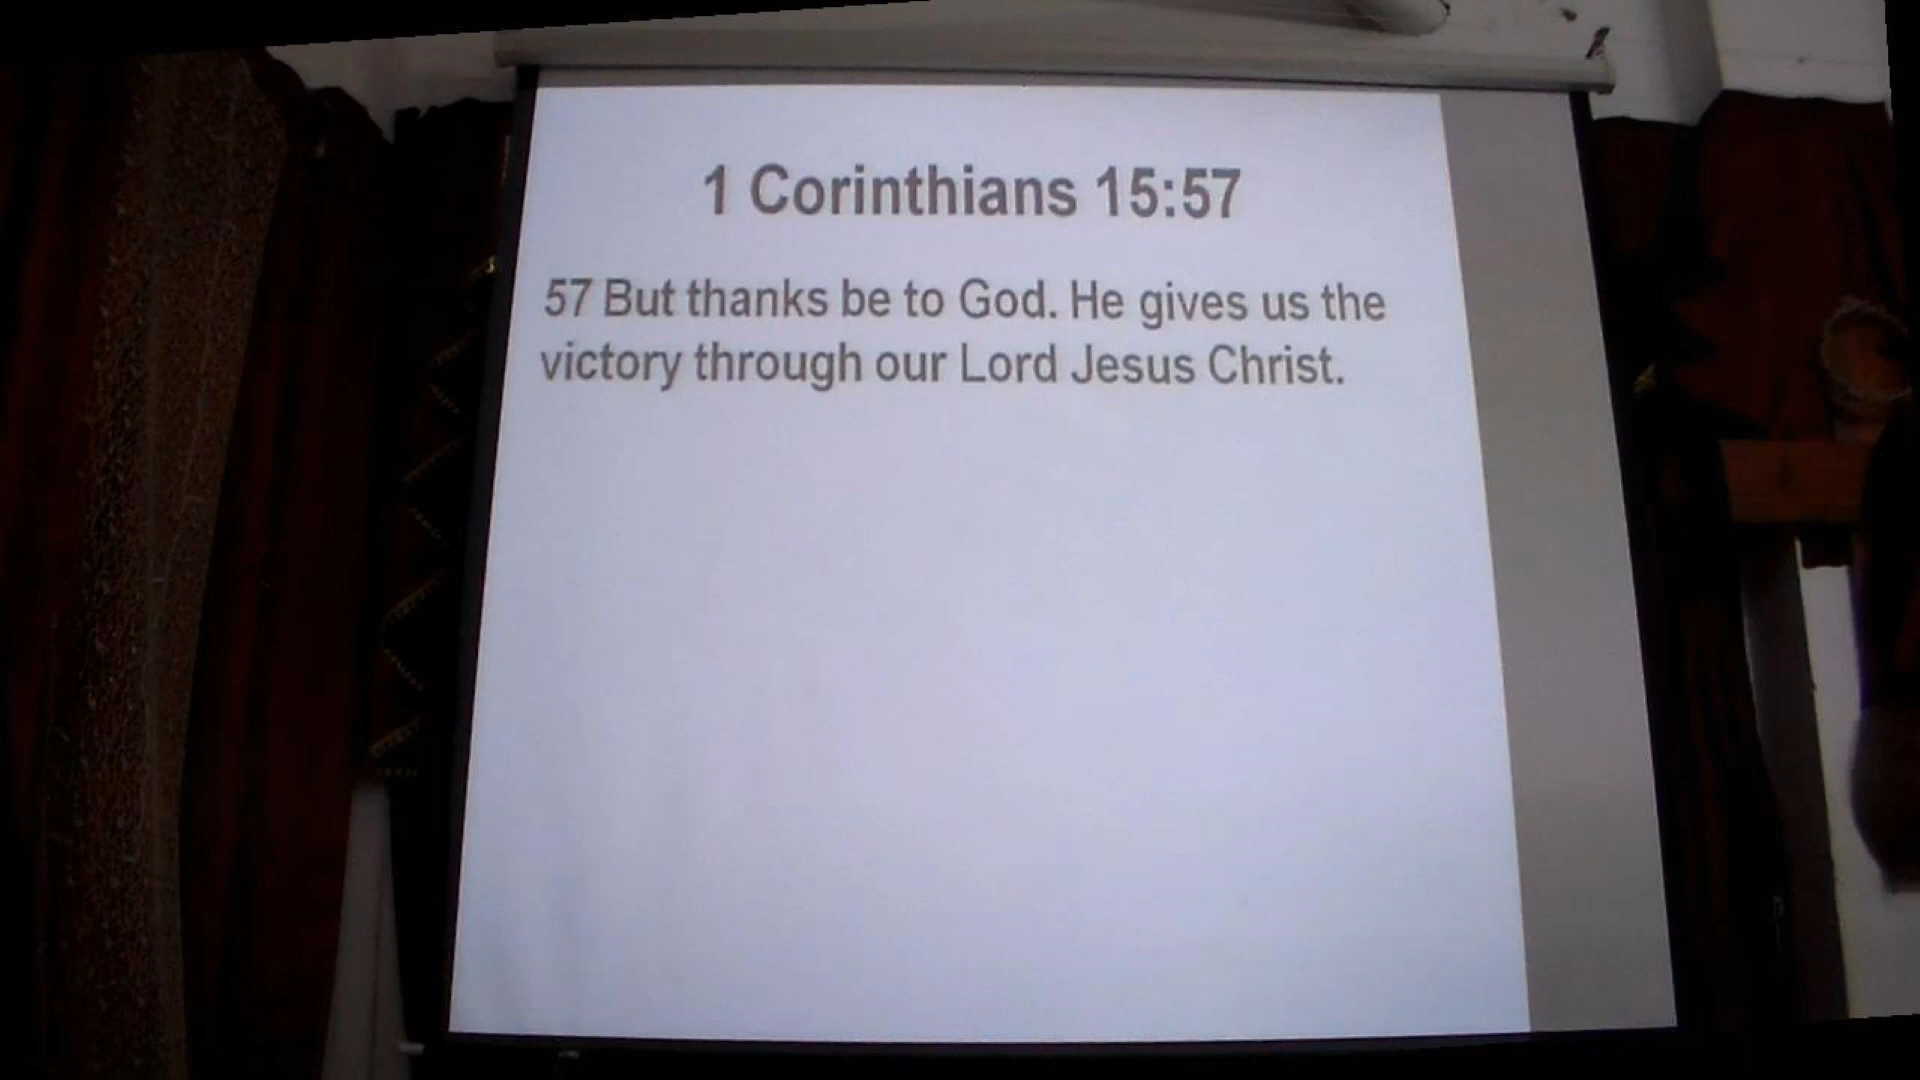 1 Corinthians 15:57
57 But thanks be to God. He gives us the
victory through our Lord Jesus Christ.